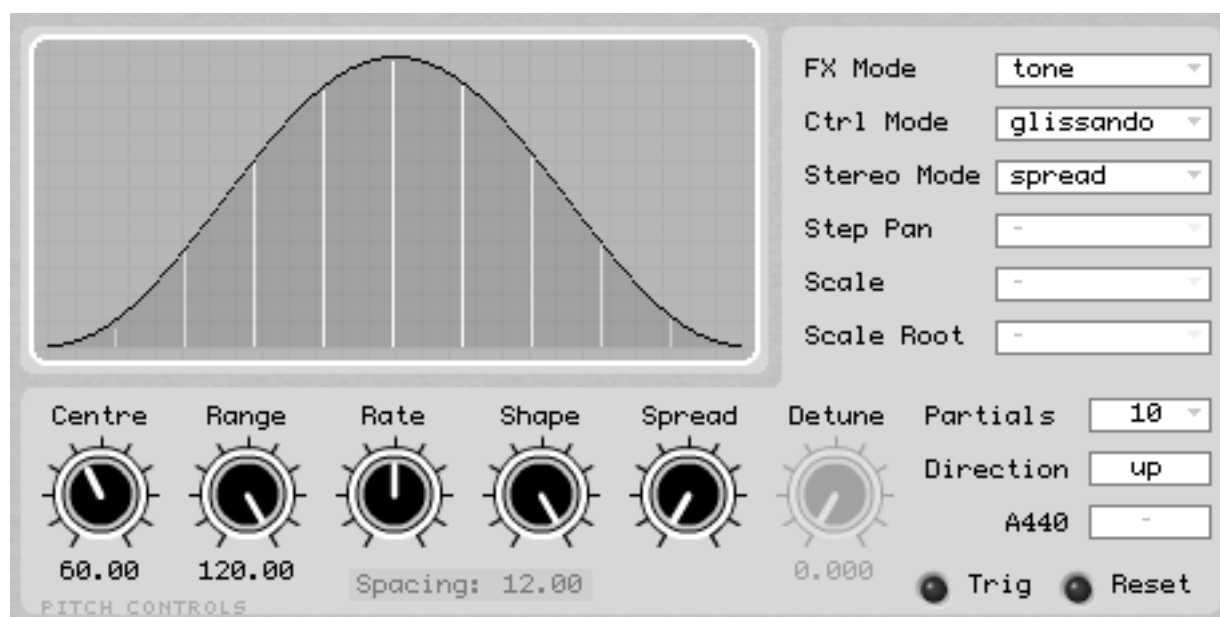 FX Mode tone
Ctrl Mode glissando
Stereo Mode spread
Step Pan -
Scale -
Scale Root -
Centre Range Rate Shape Spread Detune Partials 10
Direction up
A440 -
60.00 120.00 Spacing: 12.00 0.000 Trig Reset
PITCH CONTROLS